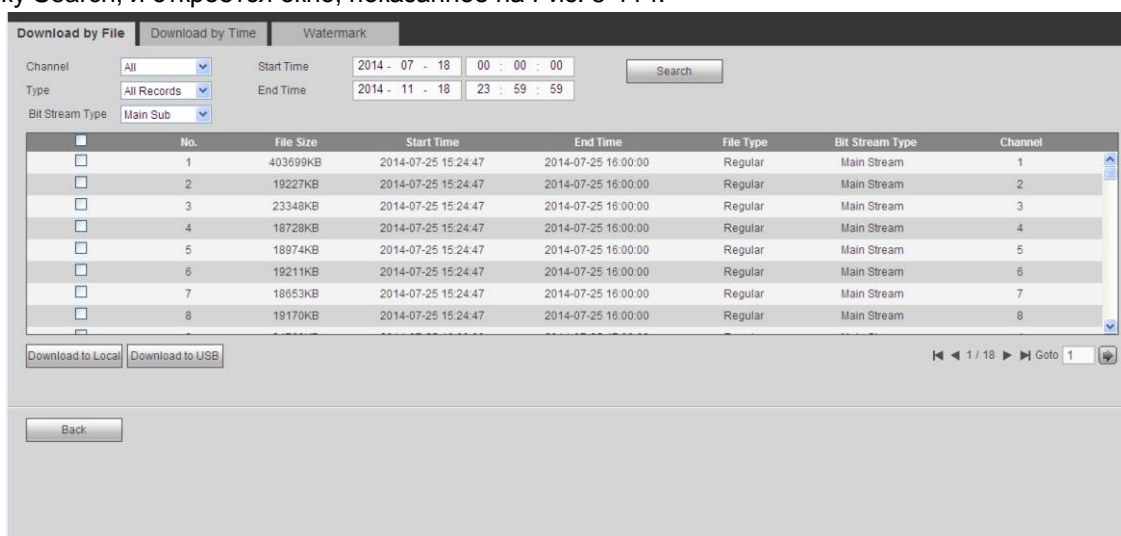 Search, и откроется окно, показанное на
Download by File Download by Time Watermark
Channel All Start Time 2014 - 07 - 18 00 : 00 : 00 Search
Type All Records End Time 2014 - 11 - 18 23 : 59 : 59
Bit Stream Type Main Sub
No. File Size Start Time End Time File Type Bit Stream Type Channel
1 403699KB 2014-07-25 15:24:47 2014-07-25 16:00:00 Regular Main Stream 1
2 19227KB 2014-07-25 15:24:47 2014-07-25 16:00:00 Regular Main Stream 2
3 23348KB 2014-07-25 15:24:47 2014-07-25 16:00:00 Regular Main Stream 3
4 18728KB 2014-07-25 15:24:47 2014-07-25 16:00:00 Regular Main Stream 4
5 18974KB 2014-07-25 15:24:47 2014-07-25 16:00:00 Regular Main Stream 5
6 19211KB 2014-07-25 15:24:47 2014-07-25 16:00:00 Regular Main Stream 6
7 18653KB 2014-07-25 15:24:47 2014-07-25 16:00:00 Regular Main Stream 7
8 19170KB 2014-07-25 15:24:47 2014-07-25 16:00:00 Regular Main Stream 8
Download to Local Download to USB 1 / 18 Goto 1
Back